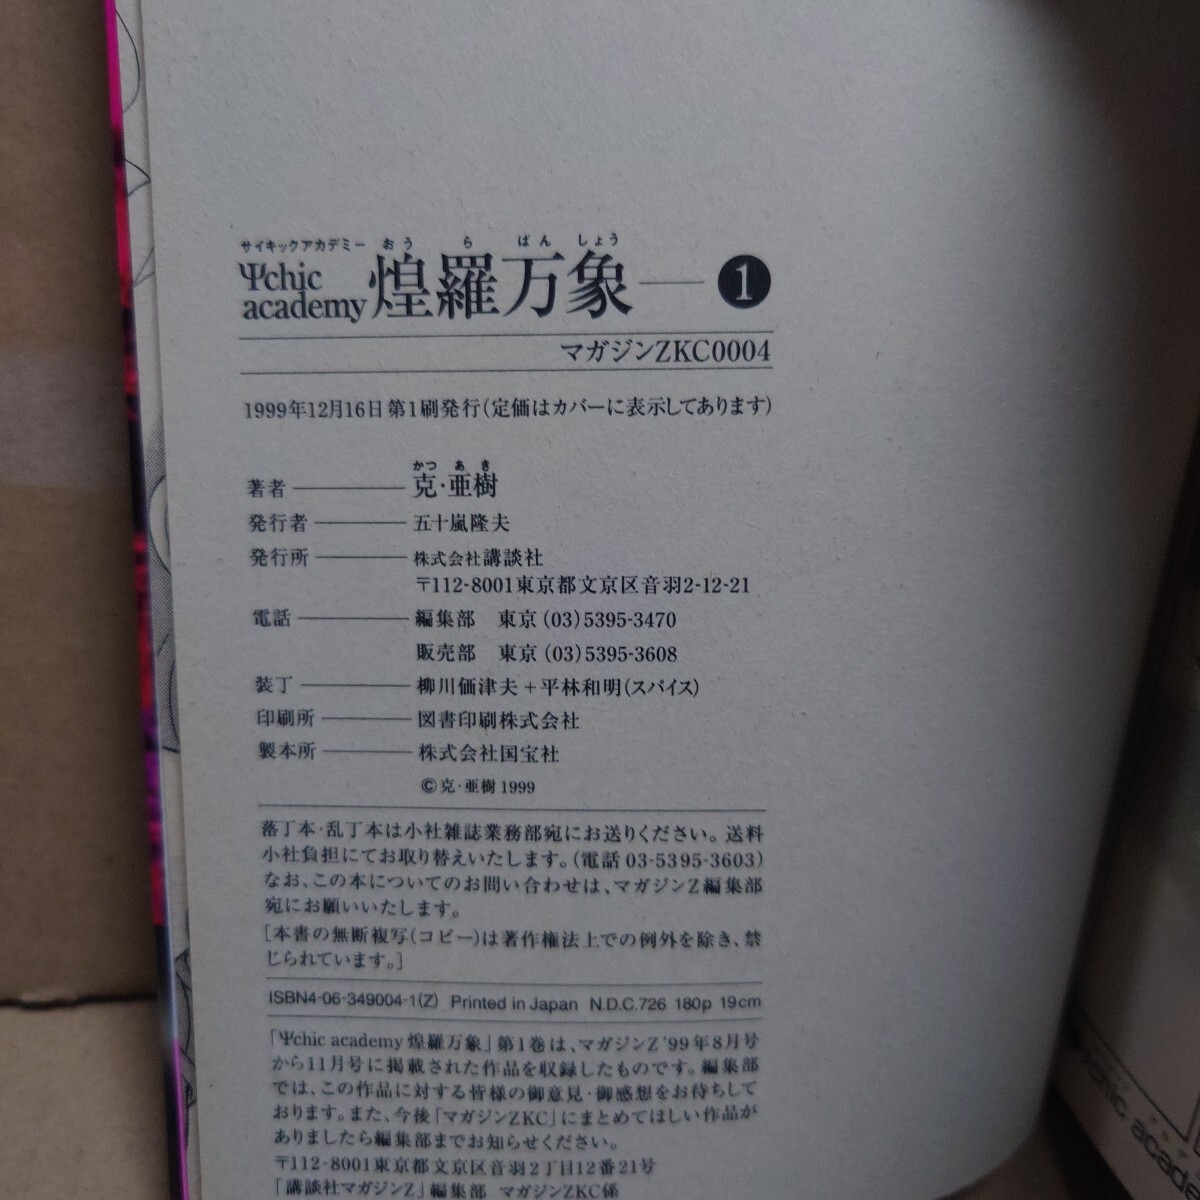 サイキックアカデミー おう ら ばん しょう
Ψchic academy 煌羅万象 — 1
マガジンZKC0004
1999年12月16日 第1刷発行(定価はカバーに表示してあります)
かつ あき
著者 克・亜樹
発行者 五十嵐隆夫
発行所 株式会社講談社
〒112-8001東京都文京区音羽2-12-21
電話 編集部 東京(03)5395-3470
販売部 東京(03)5395-3608
装丁 柳川価津夫+平林和明(スパイス)
印刷所 図書印刷株式会社
製本所 株式会社国宝社
©克・亜樹 1999
落丁本・乱丁本は小社雑誌業務部宛にお送りください。送料
小社負担にてお取り替えいたします。(電話 03-5395-3603)
なお、この本についてのお問い合わせは、マガジンZ編集部
宛にお願いいたします。
[本書の無断複写(コピー)は著作権法上での例外を除き、禁
じられています。]
ISBN4-06-349004-1(Z) Printed in Japan N.D.C.726 180p 19cm
「Ψchic academy 煌羅万象」第1巻は、マガジンZ'99年8月号
から11月号に掲載された作品を収録したものです。編集部
では、この作品に対する皆様の御意見・御感想をお待ちして
おります。また、今後「マガジンZKC」にまとめてほしい作品が
ありましたら編集部までお知らせください。
〒112-8001東京都文京区音羽2丁目12番21号
「講談社マガジンZ」編集部 マガジンZKC係